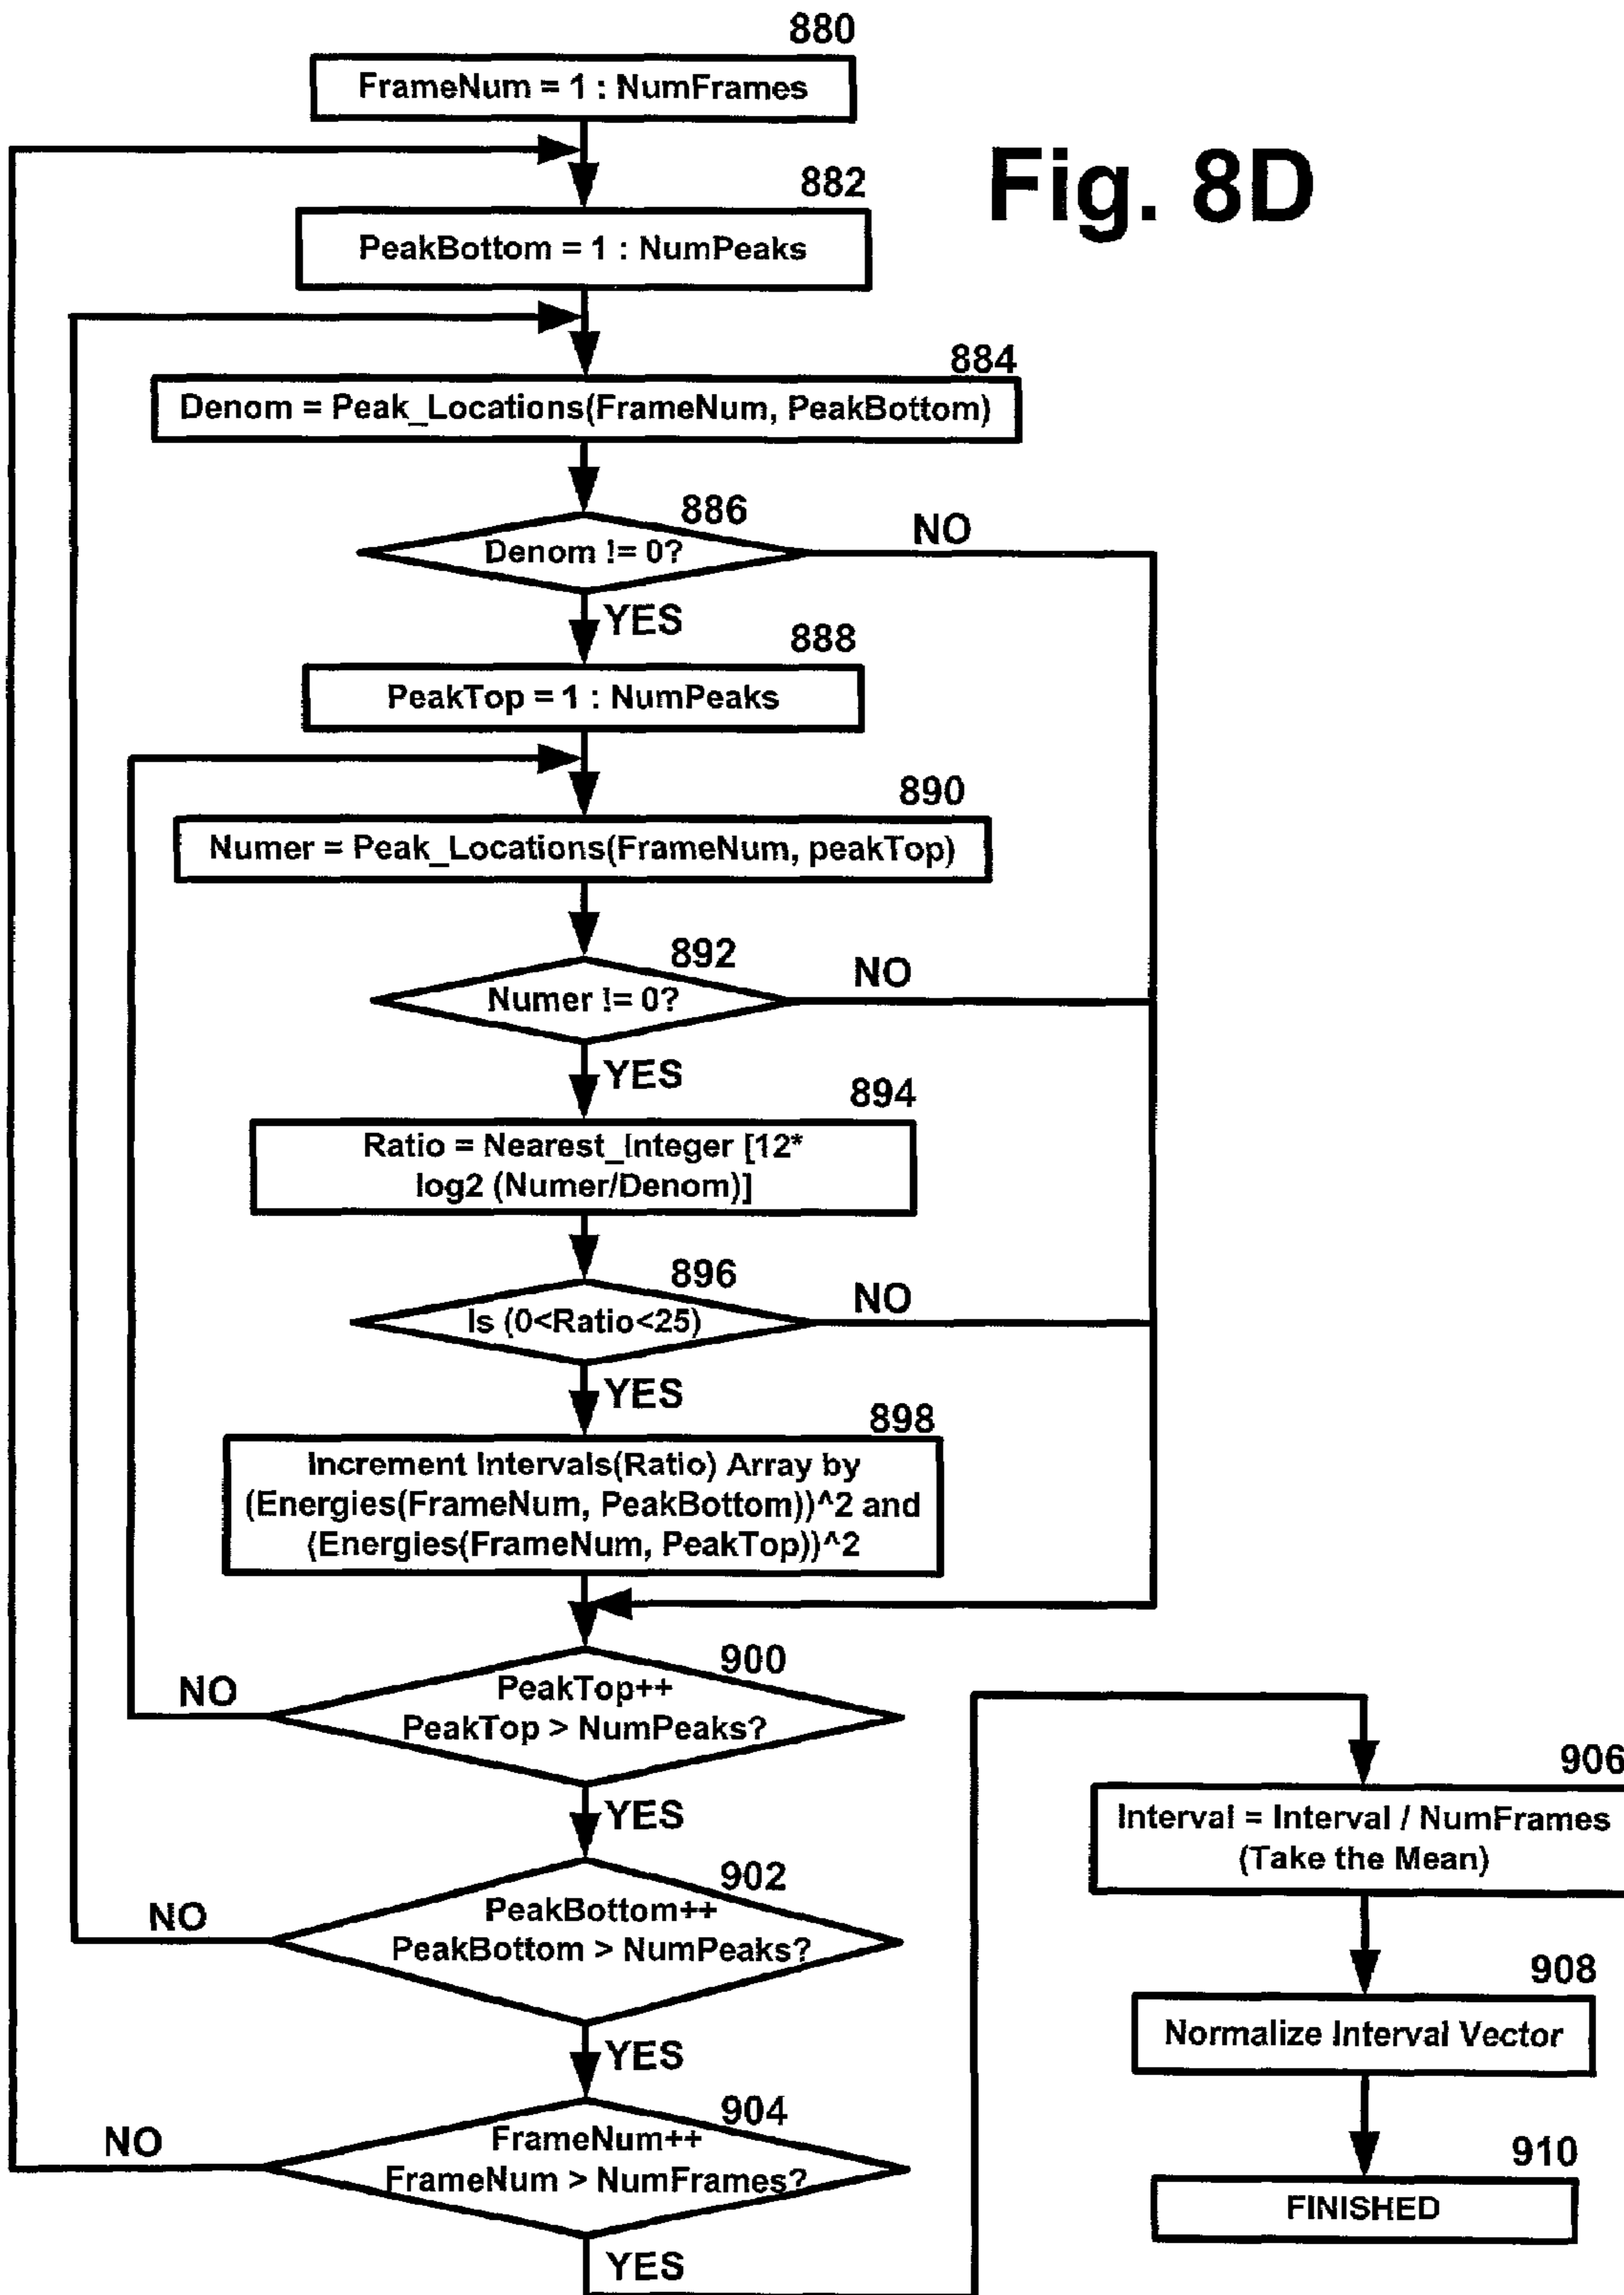 880
FrameNum = 1 : NumFrames
Fig. 8D
882
PeakBottom = 1 : NumPeaks
884
Denom = Peak_Locations(FrameNum, PeakBottom)
886
Denom != 0?
NO
YES
888
PeakTop = 1 : NumPeaks
890
Numer = Peak_Locations(FrameNum, peakTop)
892
Numer != 0?
NO
YES
894
Ratio = Nearest_Integer [12*
log2 (Numer/Denom)]
896
Is (0<Ratio<25)
NO
YES
898
Increment Intervals(Ratio) Array by
(Energies(FrameNum, PeakBottom))^2 and
(Energies(FrameNum, PeakTop))^2
900
PeakTop++
PeakTop > NumPeaks?
NO
YES
902
PeakBottom++
PeakBottom > NumPeaks?
NO
YES
904
FrameNum++
FrameNum > NumFrames?
NO
YES
906
Interval = Interval / NumFrames
(Take the Mean)
908
Normalize Interval Vector
910
FINISHED